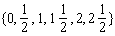 {0, 1/2, 1, 1 1/2, 2, 2 1/2}